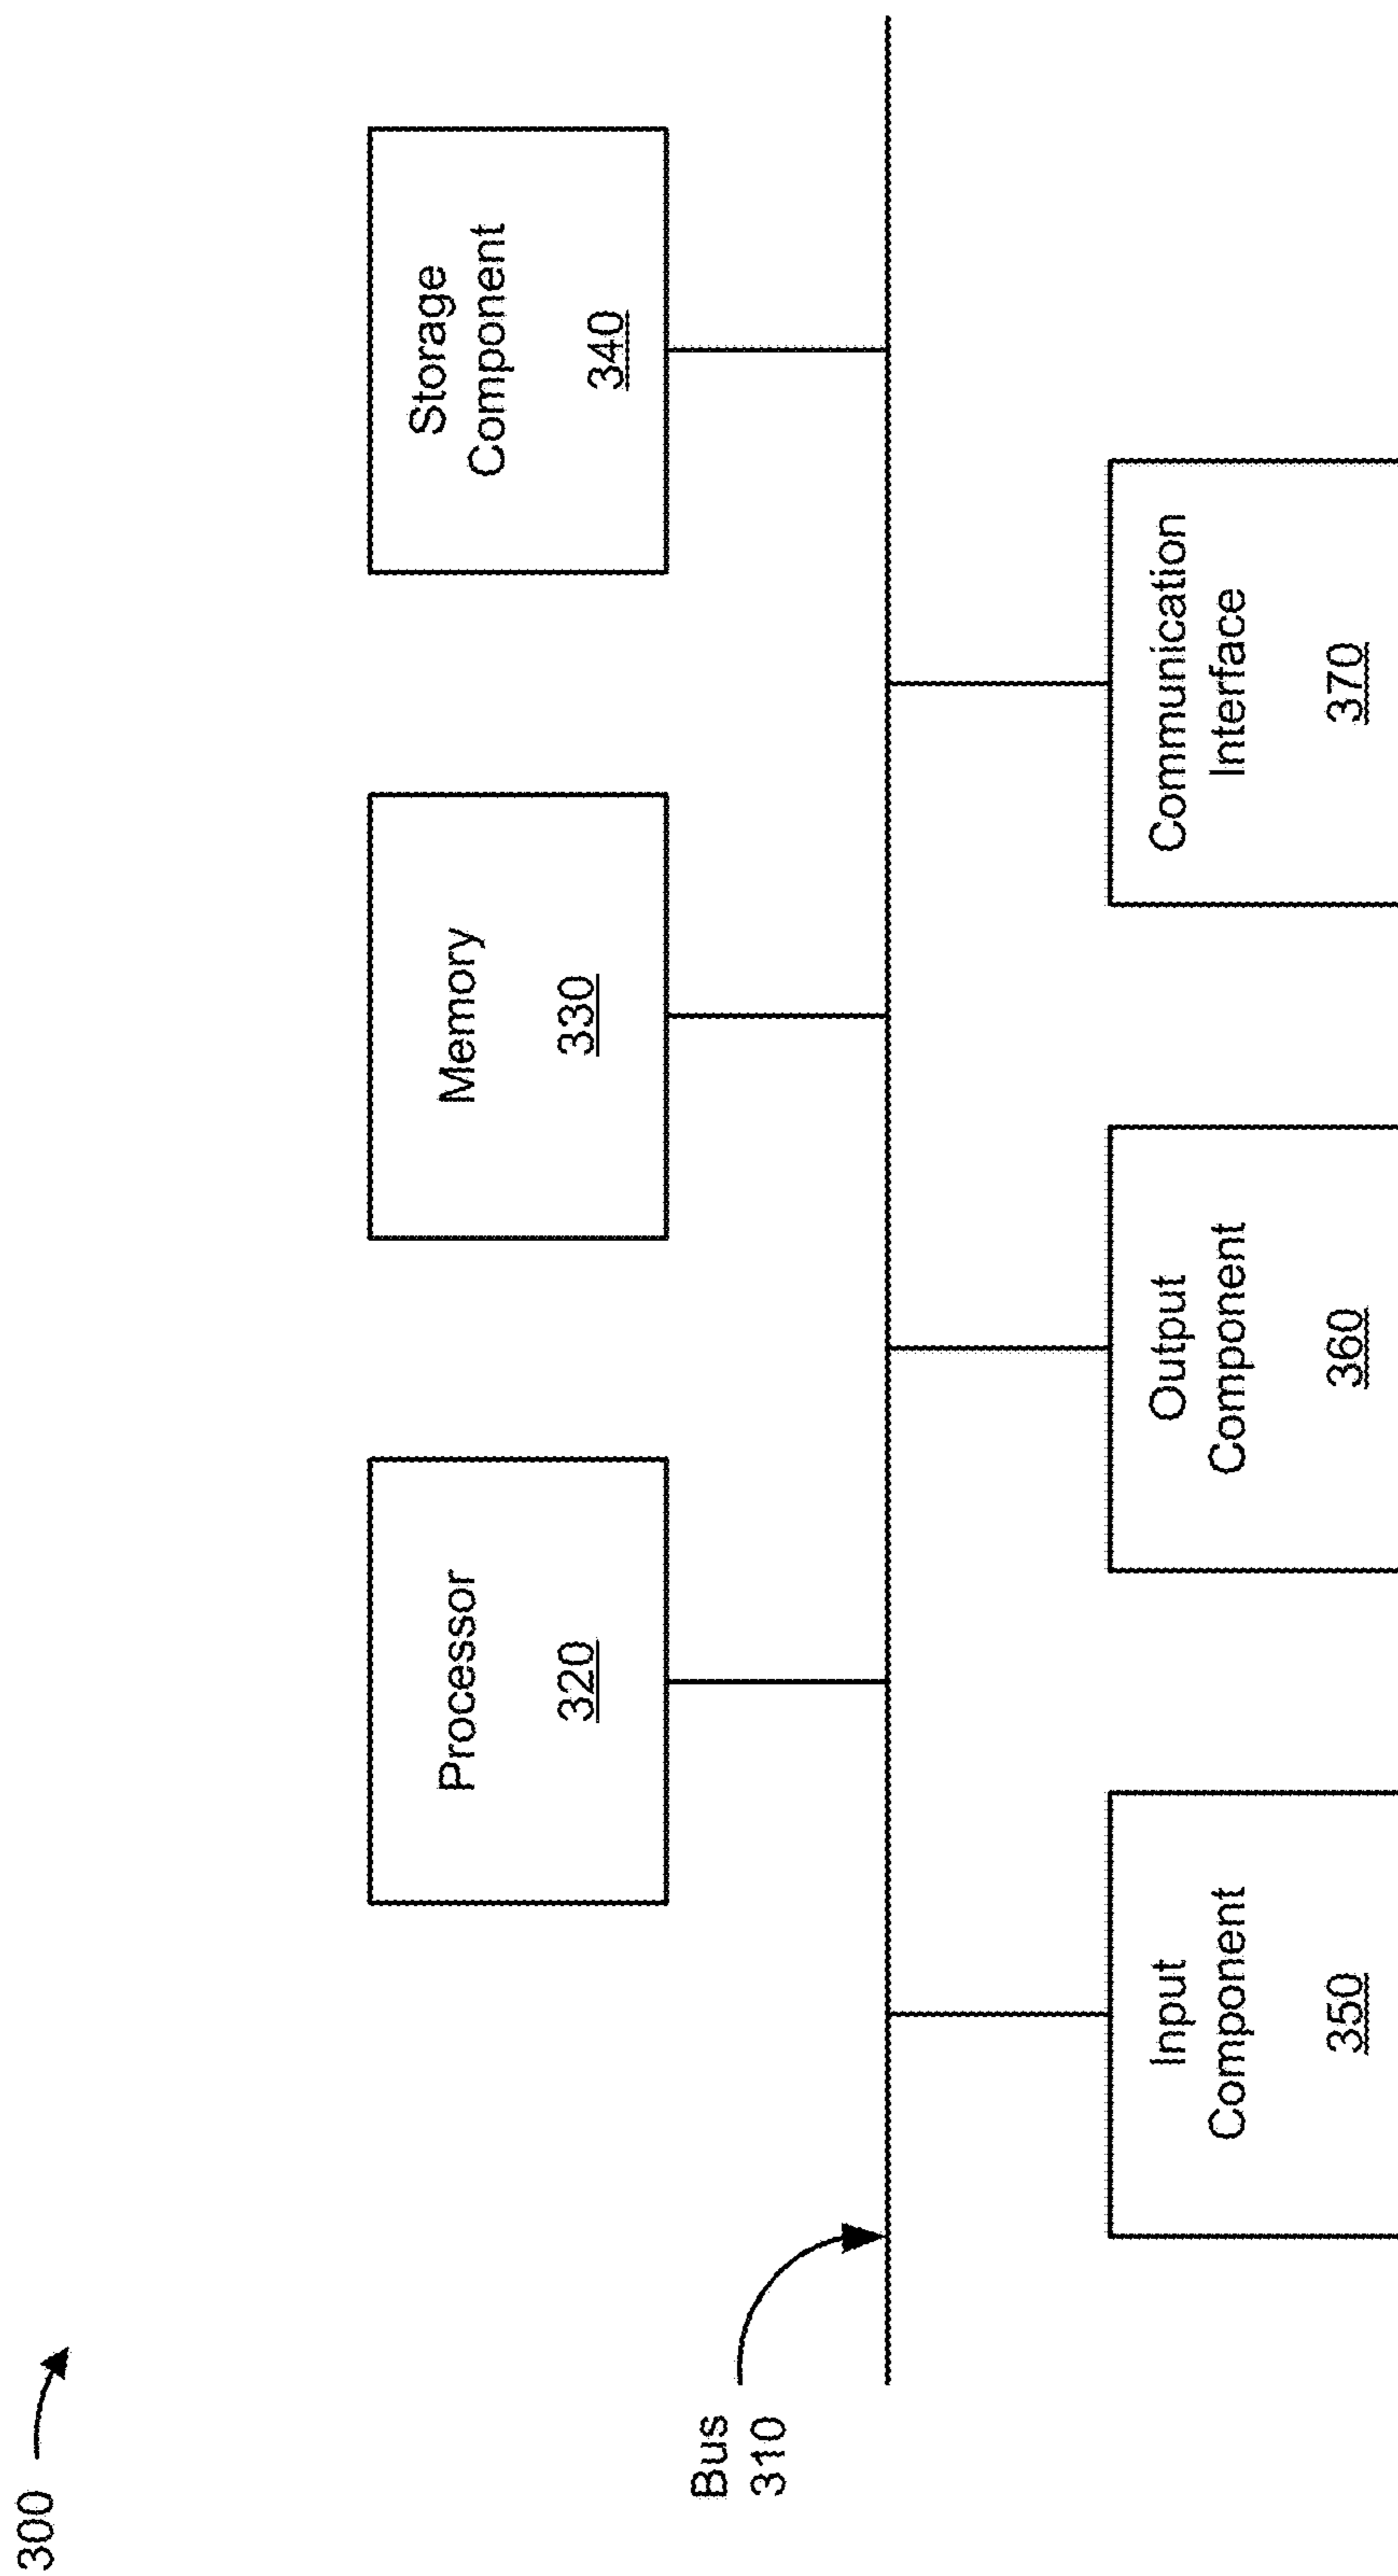 300
Bus
310
Processor
320
Memory
330
Storage
Component
340
Input
Component
350
Output
Component
360
Communication
Interface
370